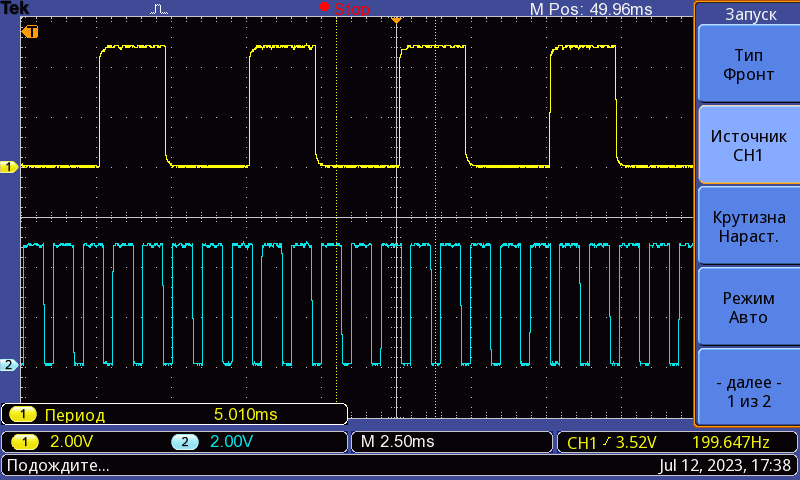 Tek
Stop
M Pos: 49.96ms
T
Запуск
Тип
Фронт
Источник
CH1
Крутизна
Нараст.
Режим
Авто
- далее -
1 из 2
1
2
1 Период 5.010ms
1 2.00V 2 2.00V
M 2.50ms
CH1 3.52V 199.647Hz
Подождите...
Jul 12, 2023, 17:38